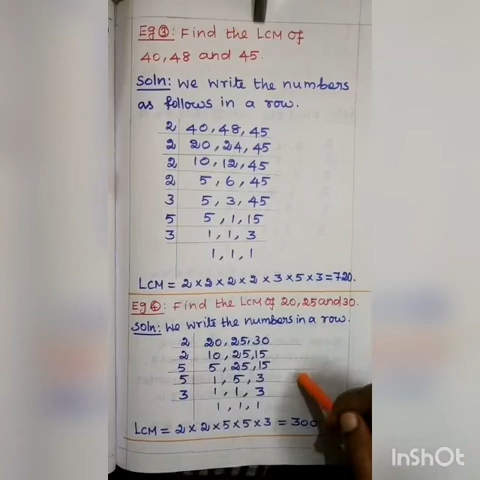 Eg③: Find the LCM of
40, 48 and 45.
Soln: We write the numbers
as follows in a row.
2 40, 48, 45
2 20, 24, 45
2 10, 12, 45
2 5, 6, 45
3 5, 3, 45
5 5, 1, 15
3 1, 1, 3
1, 1, 1
LCM = 2 × 2 × 2 × 2 × 3 × 5 × 3 = 720.
Eg④: Find the LCM of 20, 25 and 30.
Soln: We write the numbers in a row.
2 20, 25, 30
2 10, 25, 15
5 5, 25, 15
5 1, 5, 3
3 1, 1, 3
1, 1, 1
LCM = 2 × 2 × 5 × 5 × 3 = 300
InShOt